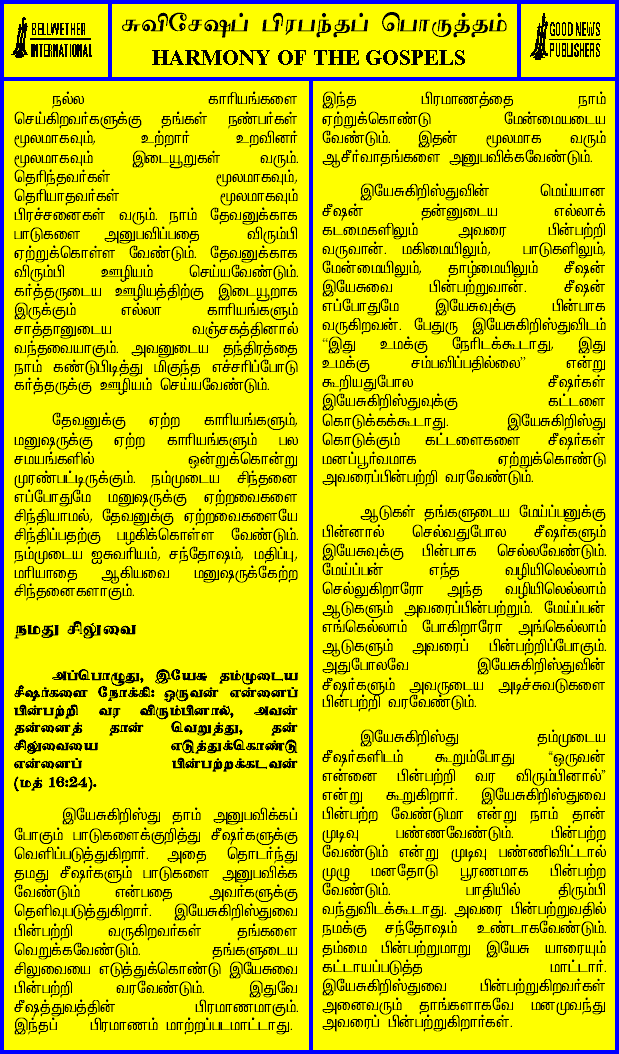 BELLWETHER
INTERNATIONAL
சுவிசேஷப் பிரபந்தப் பொருத்தம்
HARMONY OF THE GOSPELS
GOOD NEWS
PUBLISHERS
நல்ல காரியங்களை
செய்கிறவர்களுக்கு தங்கள் நண்பர்கள்
மூலமாகவும், உற்றார் உறவினர்
மூலமாகவும் இடையூறுகள் வரும்.
தெரிந்தவர்கள் மூலமாகவும்,
தெரியாதவர்கள் மூலமாகவும்
பிரச்சனைகள் வரும். நாம் தேவனுக்காக
பாடுகளை அனுபவிப்பதை விரும்பி
ஏற்றுக்கொள்ள வேண்டும். தேவனுக்காக
விரும்பி ஊழியம் செய்யவேண்டும்.
கர்த்தருடைய ஊழியத்திற்கு இடையூறாக
இருக்கும் எல்லா காரியங்களும்
சாத்தானுடைய வஞ்சகத்தினால்
வந்தவையாகும். அவனுடைய தந்திரத்தை
நாம் கண்டுபிடித்து மிகுந்த எச்சரிப்போடு
கர்த்தருக்கு ஊழியம் செய்யவேண்டும்.
தேவனுக்கு ஏற்ற காரியங்களும்,
மனுஷருக்கு ஏற்ற காரியங்களும் பல
சமயங்களில் ஒன்றுக்கொன்று
முரண்பட்டிருக்கும். நம்முடைய சிந்தனை
எப்போதுமே மனுஷருக்கு ஏற்றவைகளை
சிந்தியாமல், தேவனுக்கு ஏற்றவைகளையே
சிந்திப்பதற்கு பழகிக்கொள்ள வேண்டும்.
நம்முடைய ஐசுவரியம், சந்தோஷம், மதிப்பு,
மரியாதை ஆகியவை மனுஷருக்கேற்ற
சிந்தனைகளாகும்.
நமது சிலுவை
அப்பொழுது, இயேசு தம்முடைய
சீஷர்களை நோக்கி: ஒருவன் என்னைப்
பின்பற்றி வர விரும்பினால், அவன்
தன்னைத் தான் வெறுத்து, தன்
சிலுவையை எடுத்துக்கொண்டு
என்னைப் பின்பற்றக்கடவன்
(மத் 16:24).
இயேசுகிறிஸ்து தாம் அனுபவிக்கப்
போகும் பாடுகளைக்குறித்து சீஷர்களுக்கு
வெளிப்படுத்துகிறார். அதை தொடர்ந்து
தமது சீஷர்களும் பாடுகளை அனுபவிக்க
வேண்டும் என்பதை அவர்களுக்கு
தெளிவுபடுத்துகிறார். இயேசுகிறிஸ்துவை
பின்பற்றி வருகிறவர்கள் தங்களை
வெறுக்கவேண்டும். தங்களுடைய
சிலுவையை எடுத்துக்கொண்டு இயேசுவை
பின்பற்றி வரவேண்டும். இதுவே
சீஷத்துவத்தின் பிரமாணமாகும்.
இந்தப் பிரமாணம் மாற்றப்படமாட்டாது.
இந்த பிரமாணத்தை நாம்
ஏற்றுக்கொண்டு மேன்மையடைய
வேண்டும். இதன் மூலமாக வரும்
ஆசீர்வாதங்களை அனுபவிக்கவேண்டும்.
இயேசுகிறிஸ்துவின் மெய்யான
சீஷன் தன்னுடைய எல்லாக்
கடமைகளிலும் அவரை பின்பற்றி
வருவான். மகிமையிலும், பாடுகளிலும்,
மேன்மையிலும், தாழ்மையிலும் சீஷன்
இயேசுவை பின்பற்றுவான். சீஷன்
எப்போதுமே இயேசுவுக்கு பின்பாக
வருகிறவன். பேதுரு இயேசுகிறிஸ்துவிடம்
“இது உமக்கு நேரிடக்கூடாது, இது
உமக்கு சம்பவிப்பதில்லை” என்று
கூறியதுபோல சீஷர்கள்
இயேசுகிறிஸ்துவுக்கு கட்டளை
கொடுக்கக்கூடாது. இயேசுகிறிஸ்து
கொடுக்கும் கட்டளைகளை சீஷர்கள்
மனப்பூர்வமாக ஏற்றுக்கொண்டு
அவரைப்பின்பற்றி வரவேண்டும்.
ஆடுகள் தங்களுடைய மேய்ப்பனுக்கு
பின்னால் செல்வதுபோல சீஷர்களும்
இயேசுவுக்கு பின்பாக செல்லவேண்டும்.
மேய்ப்பன் எந்த வழியிலெல்லாம்
செல்லுகிறாரோ அந்த வழியிலெல்லாம்
ஆடுகளும் அவரைப்பின்பற்றும். மேய்ப்பன்
எங்கெல்லாம் போகிறாரோ அங்கெல்லாம்
ஆடுகளும் அவரைப் பின்பற்றிப்போகும்.
அதுபோலவே இயேசுகிறிஸ்துவின்
சீஷர்களும் அவருடைய அடிச்சுவடுகளை
பின்பற்றி வரவேண்டும்.
இயேசுகிறிஸ்து தம்முடைய
சீஷர்களிடம் கூறும்போது “ஒருவன்
என்னை பின்பற்றி வர விரும்பினால்”
என்று கூறுகிறார். இயேசுகிறிஸ்துவை
பின்பற்ற வேண்டுமா என்று நாம் தான்
முடிவு பண்ணவேண்டும். பின்பற்ற
வேண்டும் என்று முடிவு பண்ணிவிட்டால்
முழு மனதோடு பூரணமாக பின்பற்ற
வேண்டும். பாதியில் திரும்பி
வந்துவிடக்கூடாது. அவரை பின்பற்றுவதில்
நமக்கு சந்தோஷம் உண்டாகவேண்டும்.
தம்மை பின்பற்றுமாறு இயேசு யாரையும்
கட்டாயப்படுத்த மாட்டார்.
இயேசுகிறிஸ்துவை பின்பற்றுகிறவர்கள்
அனைவரும் தாங்களாகவே மனமுவந்து
அவரைப் பின்பற்றுகிறார்கள்.